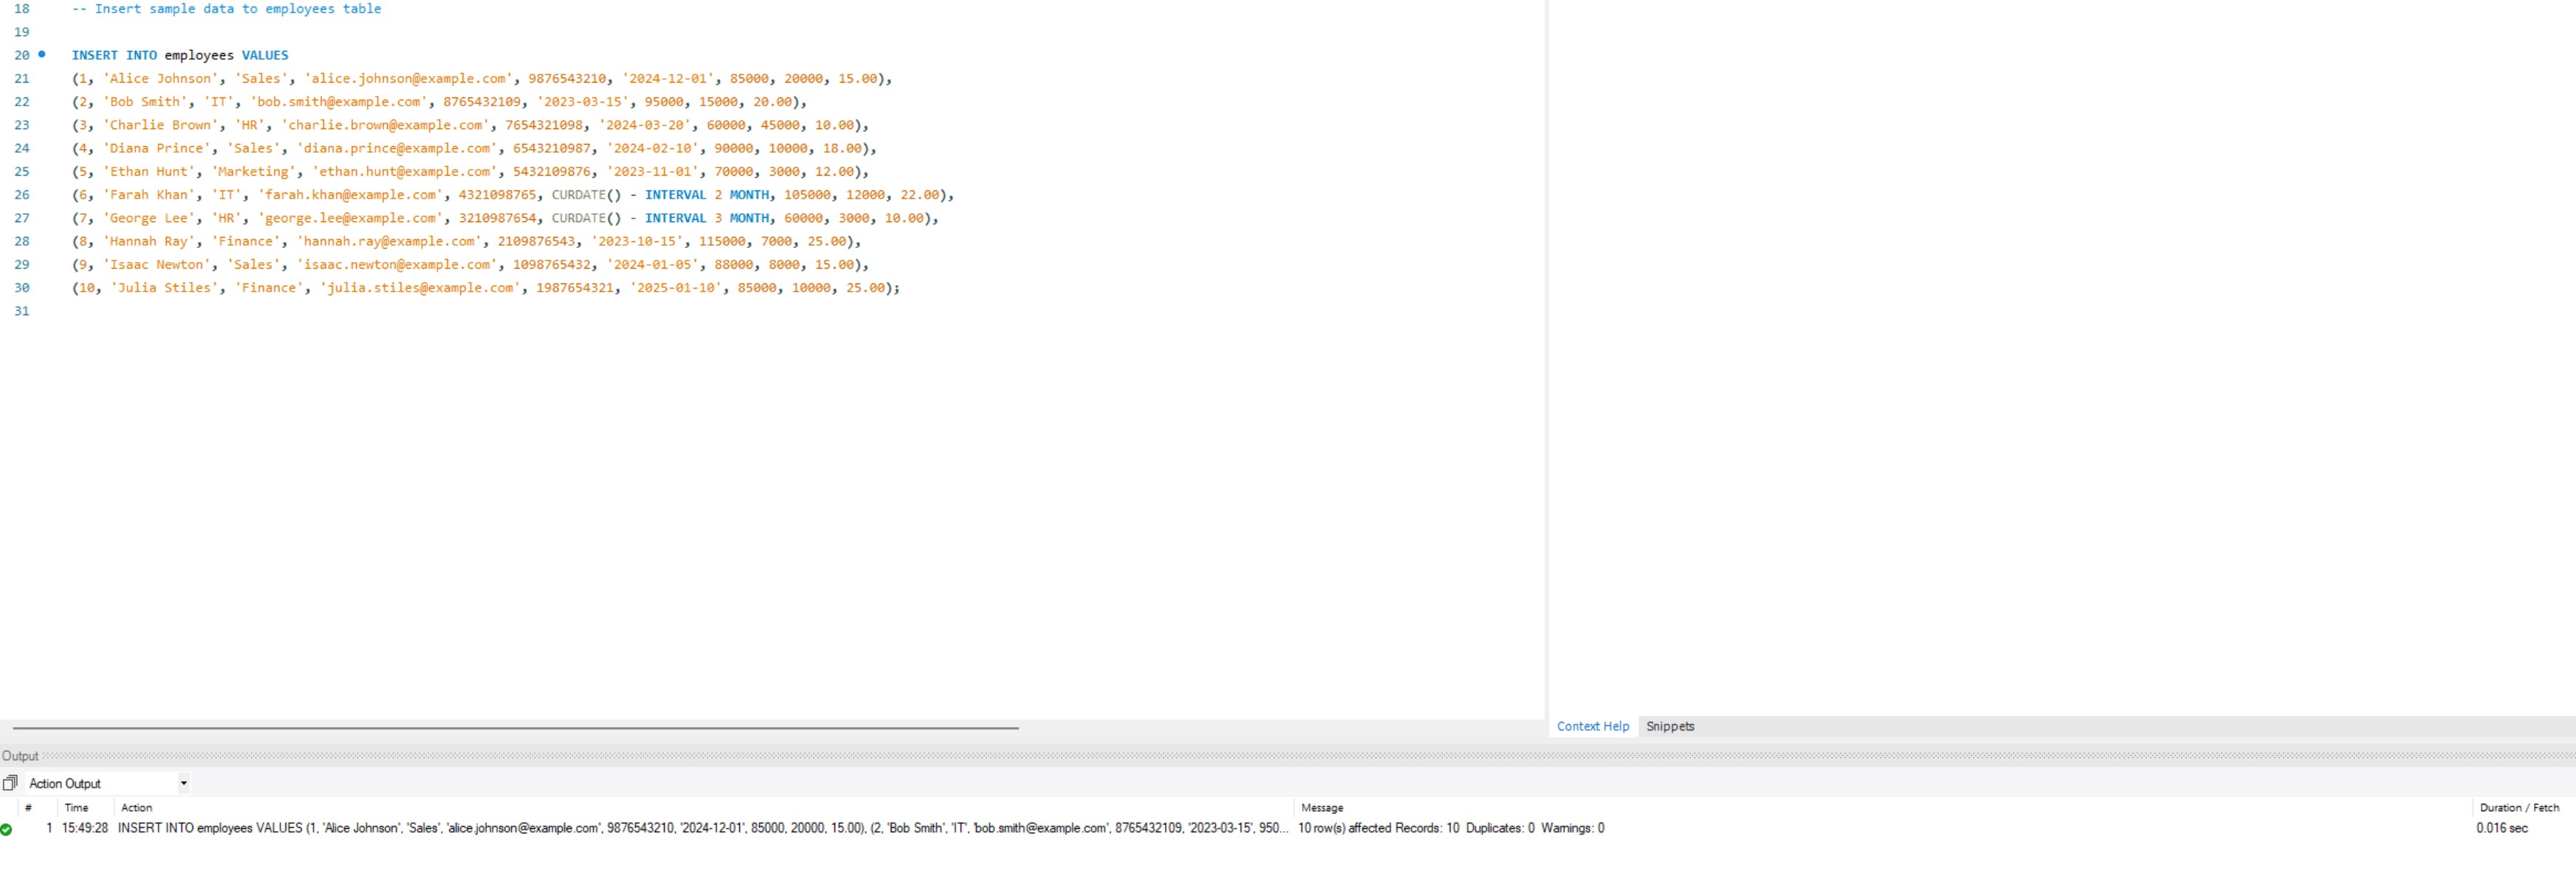 18 -- Insert sample data to employees table
19
20 INSERT INTO employees VALUES
21 (1, 'Alice Johnson', 'Sales', 'alice.johnson@example.com', 9876543210, '2024-12-01', 85000, 20000, 15.00),
22 (2, 'Bob Smith', 'IT', 'bob.smith@example.com', 8765432109, '2023-03-15', 95000, 15000, 20.00),
23 (3, 'Charlie Brown', 'HR', 'charlie.brown@example.com', 7654321098, '2024-03-20', 60000, 45000, 10.00),
24 (4, 'Diana Prince', 'Sales', 'diana.prince@example.com', 6543210987, '2024-02-10', 90000, 10000, 18.00),
25 (5, 'Ethan Hunt', 'Marketing', 'ethan.hunt@example.com', 5432109876, '2023-11-01', 70000, 3000, 12.00),
26 (6, 'Farah Khan', 'IT', 'farah.khan@example.com', 4321098765, CURDATE() - INTERVAL 2 MONTH, 105000, 12000, 22.00),
27 (7, 'George Lee', 'HR', 'george.lee@example.com', 3210987654, CURDATE() - INTERVAL 3 MONTH, 60000, 3000, 10.00),
28 (8, 'Hannah Ray', 'Finance', 'hannah.ray@example.com', 2109876543, '2023-10-15', 115000, 7000, 25.00),
29 (9, 'Isaac Newton', 'Sales', 'isaac.newton@example.com', 1098765432, '2024-01-05', 88000, 8000, 15.00),
30 (10, 'Julia Stiles', 'Finance', 'julia.stiles@example.com', 1987654321, '2025-01-10', 85000, 10000, 25.00);
31
Context Help Snippets
Output
Action Output
# Time Action Message Duration / Fetch
1 15:49:28 INSERT INTO employees VALUES (1, 'Alice Johnson', 'Sales', 'alice.johnson@example.com', 9876543210, '2024-12-01', 85000, 20000, 15.00), (2, 'Bob Smith', 'IT', 'bob.smith@example.com', 8765432109, '2023-03-15', 950... 10 row(s) affected Records: 10 Duplicates: 0 Warnings: 0 0.016 sec